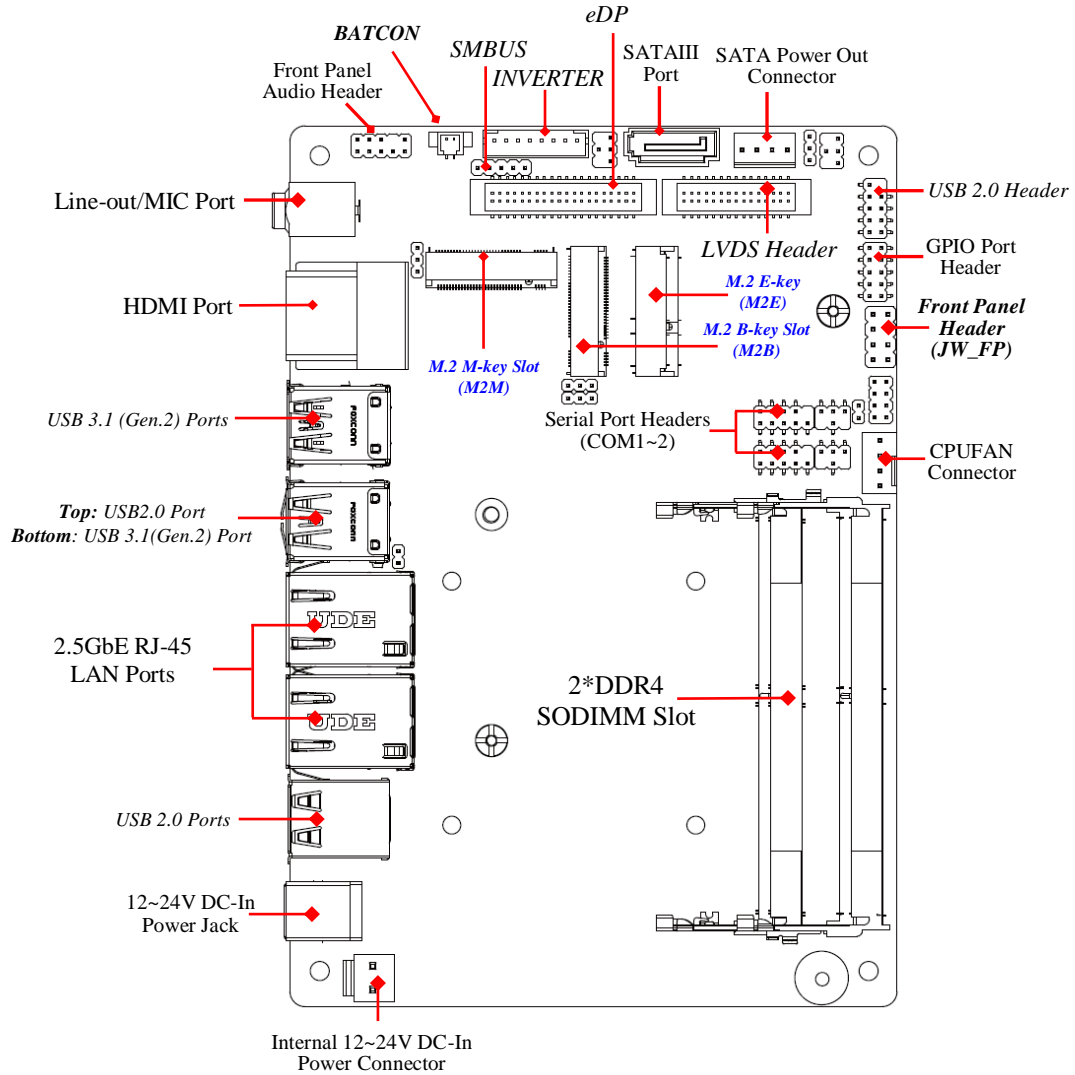 eDP
BATCON
SMBUS
SATAIII
Port
SATA Power Out
Connector
Front Panel
Audio Header
INVERTER
Line-out/MIC Port
USB 2.0 Header
LVDS Header
GPIO Port
Header
HDMI Port
M.2 E-key
(M2E)
Front Panel
Header
(JW_FP)
M.2 B-key Slot
(M2B)
M.2 M-key Slot
(M2M)
USB 3.1 (Gen.2) Ports
FOXCONN
Serial Port Headers
(COM1~2)
CPUFAN
Connector
Top: USB2.0 Port
Bottom: USB 3.1(Gen.2) Port
FOXCONN
UDE
2.5GbE RJ-45
LAN Ports
2*DDR4
SODIMM Slot
UDE
USB 2.0 Ports
12~24V DC-In
Power Jack
Internal 12~24V DC-In
Power Connector